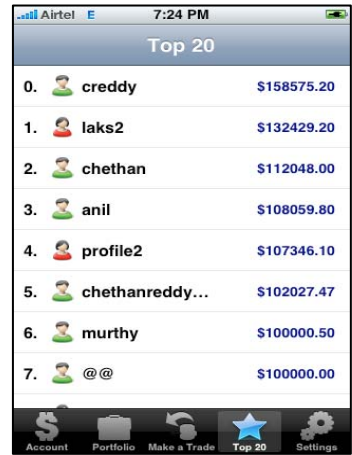 Airtel E 7:24 PM
Top 20
0. creddy $158575.20
1. laks2 $132429.20
2. chethan $112048.00
3. anil $108059.80
4. profile2 $107346.10
5. chethanreddy... $102027.47
6. murthy $100000.50
7. @@ $100000.00
Account Portfolio Make a Trade Top 20 Settings